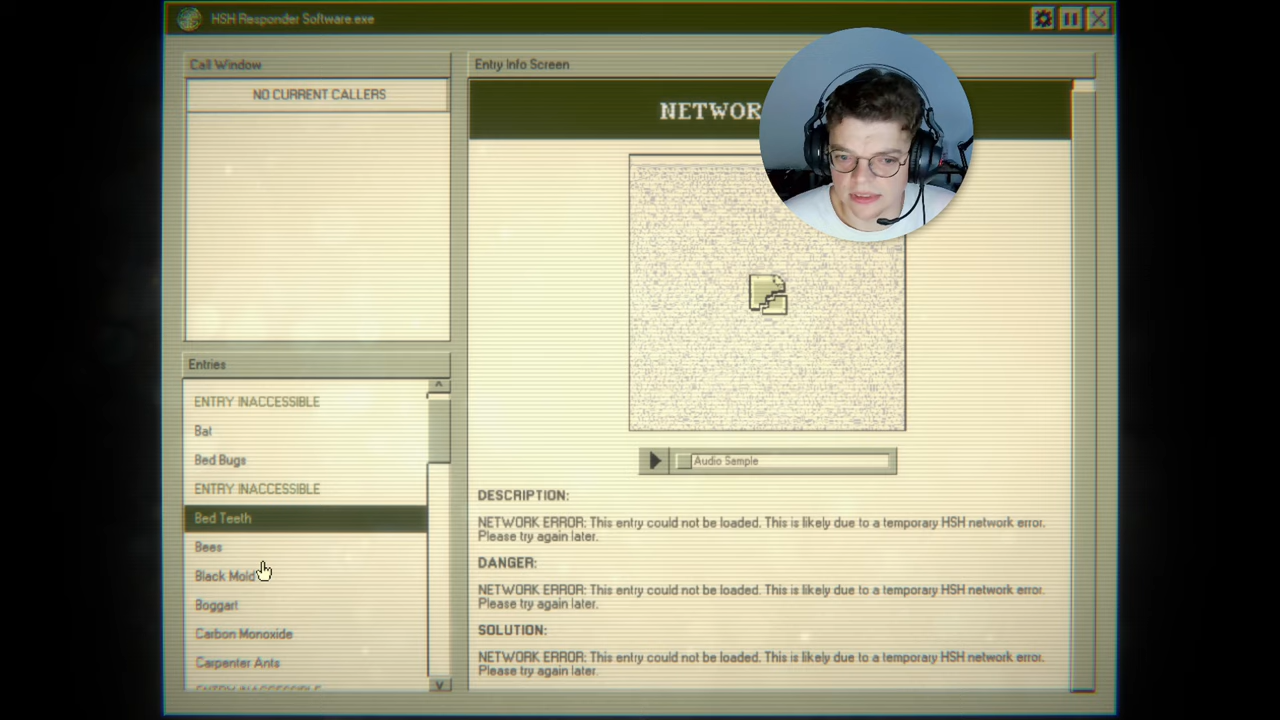 HSH Responder Software.exe
Call Window
NO CURRENT CALLERS
Entry Info Screen
NETWOR
Audio Sample
DESCRIPTION:
NETWORK ERROR: This entry could not be loaded. This is likely due to a temporary HSH network error.
Please try again later.
DANGER:
NETWORK ERROR: This entry could not be loaded. This is likely due to a temporary HSH network error.
Please try again later.
SOLUTION:
NETWORK ERROR: This entry could not be loaded. This is likely due to a temporary HSH network error.
Please try again later.
Entries
ENTRY INACCESSIBLE
Bat
Bed Bugs
ENTRY INACCESSIBLE
Bed Teeth
Bees
Black Mold
Boggart
Carbon Monoxide
Carpenter Ants
ENTRY INACCESSIBLE